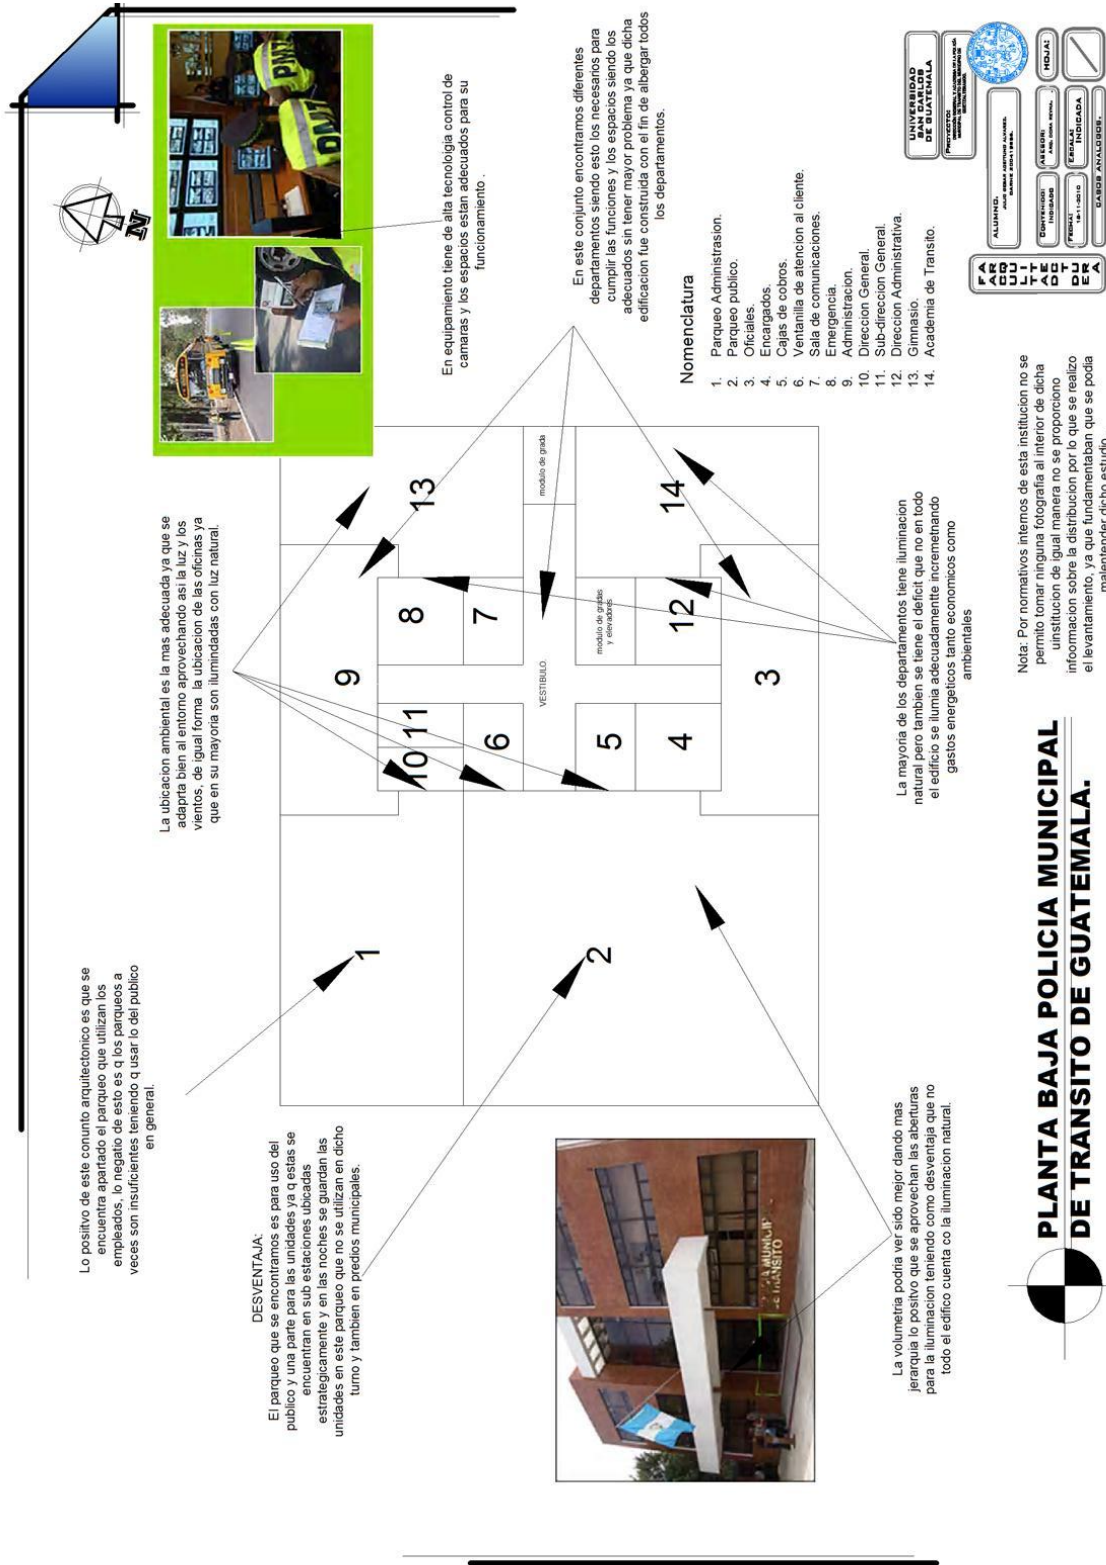 Lo posiitvo de este conunto arquitectonico es que se
encuentra apartado el parqueo que utilizan los
empleados, lo negatio de esto es q los parqueos a
veces son insuficientes teniendo q usar lo del publico
en general.
La ubicacion ambiental es la mas adecuada ya que se
adaprta bien al entorno aprovechando asi la luz y los
vientos, de igual forma la ubicacion de las oficinas ya
que en su mayoria son ilumindadas con luz natural.
N
PMT
PMT
En equipamiento tiene de alta tecnoloigia control de
camaras y los espacios estan adecuados para su
funcionamiento .
DESVENTAJA:
El parqueo que se encontramos es para uso del
publico y una parte para las unidades ya q estas se
encuentran en sub estaciones ubicadas
estrategicamente y en las noches se guardan las
unidades en este parqueo que no se utilizan en dicho
turno y tambien en predios municipales.
1
2
3
4
5
6
7
8
9
10
11
12
13
14
VESTIBULO
modulo de gradas
y elevadores
modulo de grada
En este conjunto encontramos diferentes
departamentos siendo esto los necesarios para
cumplir las funciones y los espacios siendo los
adecuados sin tener mayor problema ya que dicha
edificacion fue construida con el fin de albergar todos
los departamentos.
Nomenclatura
1. Parqueo Administrasion.
2. Parqueo publico.
3. Oficiales.
4. Encargados.
5. Cajas de cobros.
6. Ventanilla de atencion al cliente.
7. Sala de comunicaciones.
8. Emergencia.
9. Administracion.
10. Direccion General.
11. Sub-direccion General.
12. Direccion Administrativa.
13. Gimnasio.
14. Academia de Transito.
MUNICIP
TRANSITO
La volumetria podria ver sido mejor dando mas
jerarquia lo positvo que se aprovechan las aberturas
para la iluminacion teniendo como desventaja que no
todo el edifico cuenta co la iluminacion natural.
La mayoria de los departamentos tiene iluminacion
natural pero tambien se tiene el deficit que no en todo
el edificio se ilumia adecuadamentte incremetnando
gastos energeticos tanto economicos como
ambientales
PLANTA BAJA POLICIA MUNICIPAL
DE TRANSITO DE GUATEMALA.
Nota: Por normativos internos de esta institucion no se
permito tomar ninguna fotografia al interior de dicha
uinstitucion de igual manera no se proporciono
infoormacion sobre la distribucion por lo que se realizo
el levantamiento, ya que fundamentaban que se podia
malentender dicho estudio
UNIVERSIDAD
SAN CARLOS
DE GUATEMALA
PROYECTO:
FACULTAD
ARQUITECTURA
ALUMNO.
CONTENIDO:
INDICADO
ASESOR:
HOJA:
FECHA:
18-11-2010
ESCALA:
INDICADA
CASOS ANALOGOS.